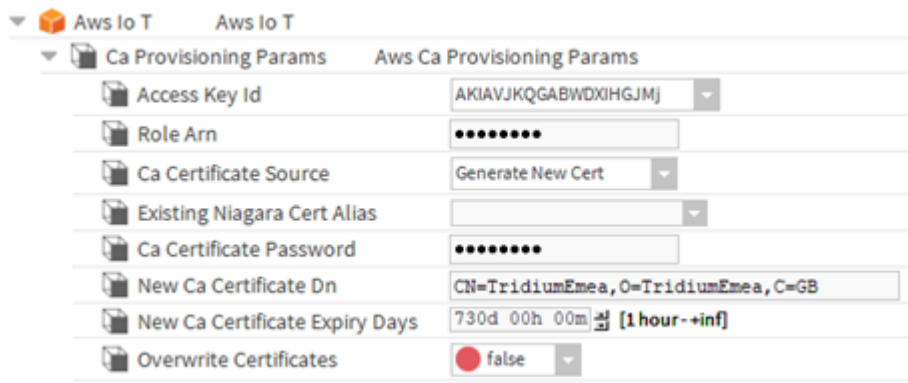 Aws Io T Aws Io T
Ca Provisioning Params Aws Ca Provisioning Params
Access Key Id AKIAVJKQGABWDXIHGJMj
Role Arn ●●●●●●●●
Ca Certificate Source Generate New Cert
Existing Niagara Cert Alias
Ca Certificate Password ●●●●●●●●
New Ca Certificate Dn CN=TridiumEmea,O=TridiumEmea,C=GB
New Ca Certificate Expiry Days 730d 00h 00m [1 hour-+inf]
Overwrite Certificates false